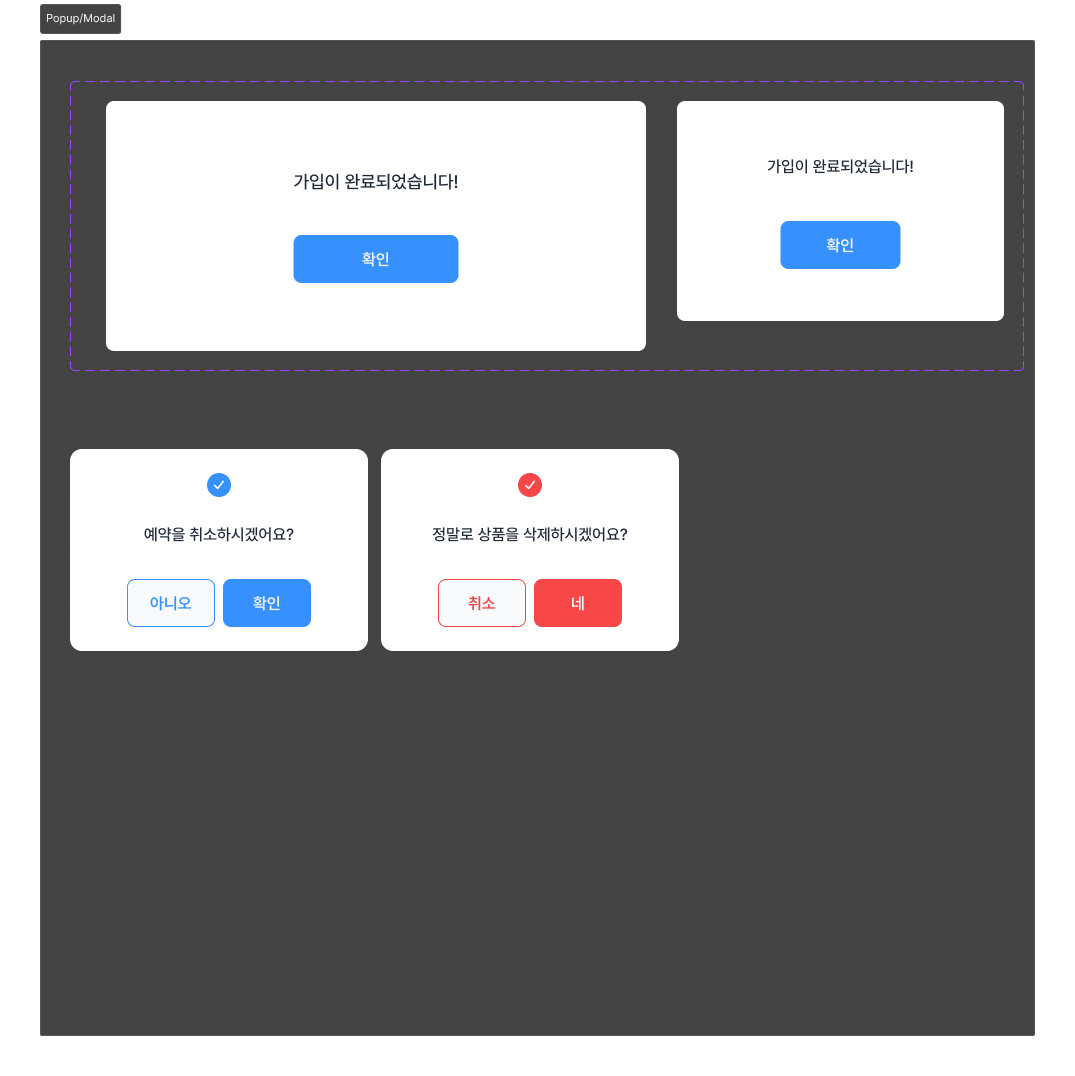 Popup/Modal
가입이 완료되었습니다!
확인
가입이 완료되었습니다!
확인
예약을 취소하시겠어요?
아니오
확인
정말로 상품을 삭제하시겠어요?
취소
네